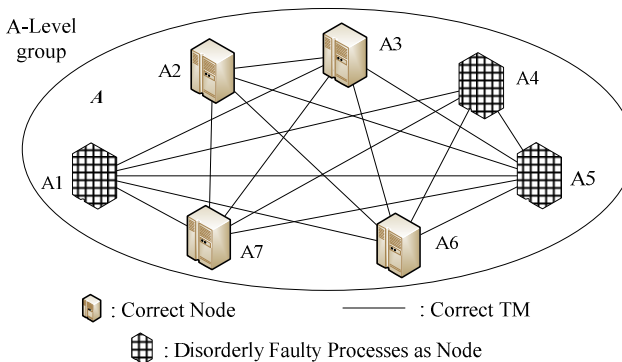 A-Level
group
A
A2
A3
A4
A1
A5
A7
A6
: Correct Node
: Correct TM
: Disorderly Faulty Processes as Node